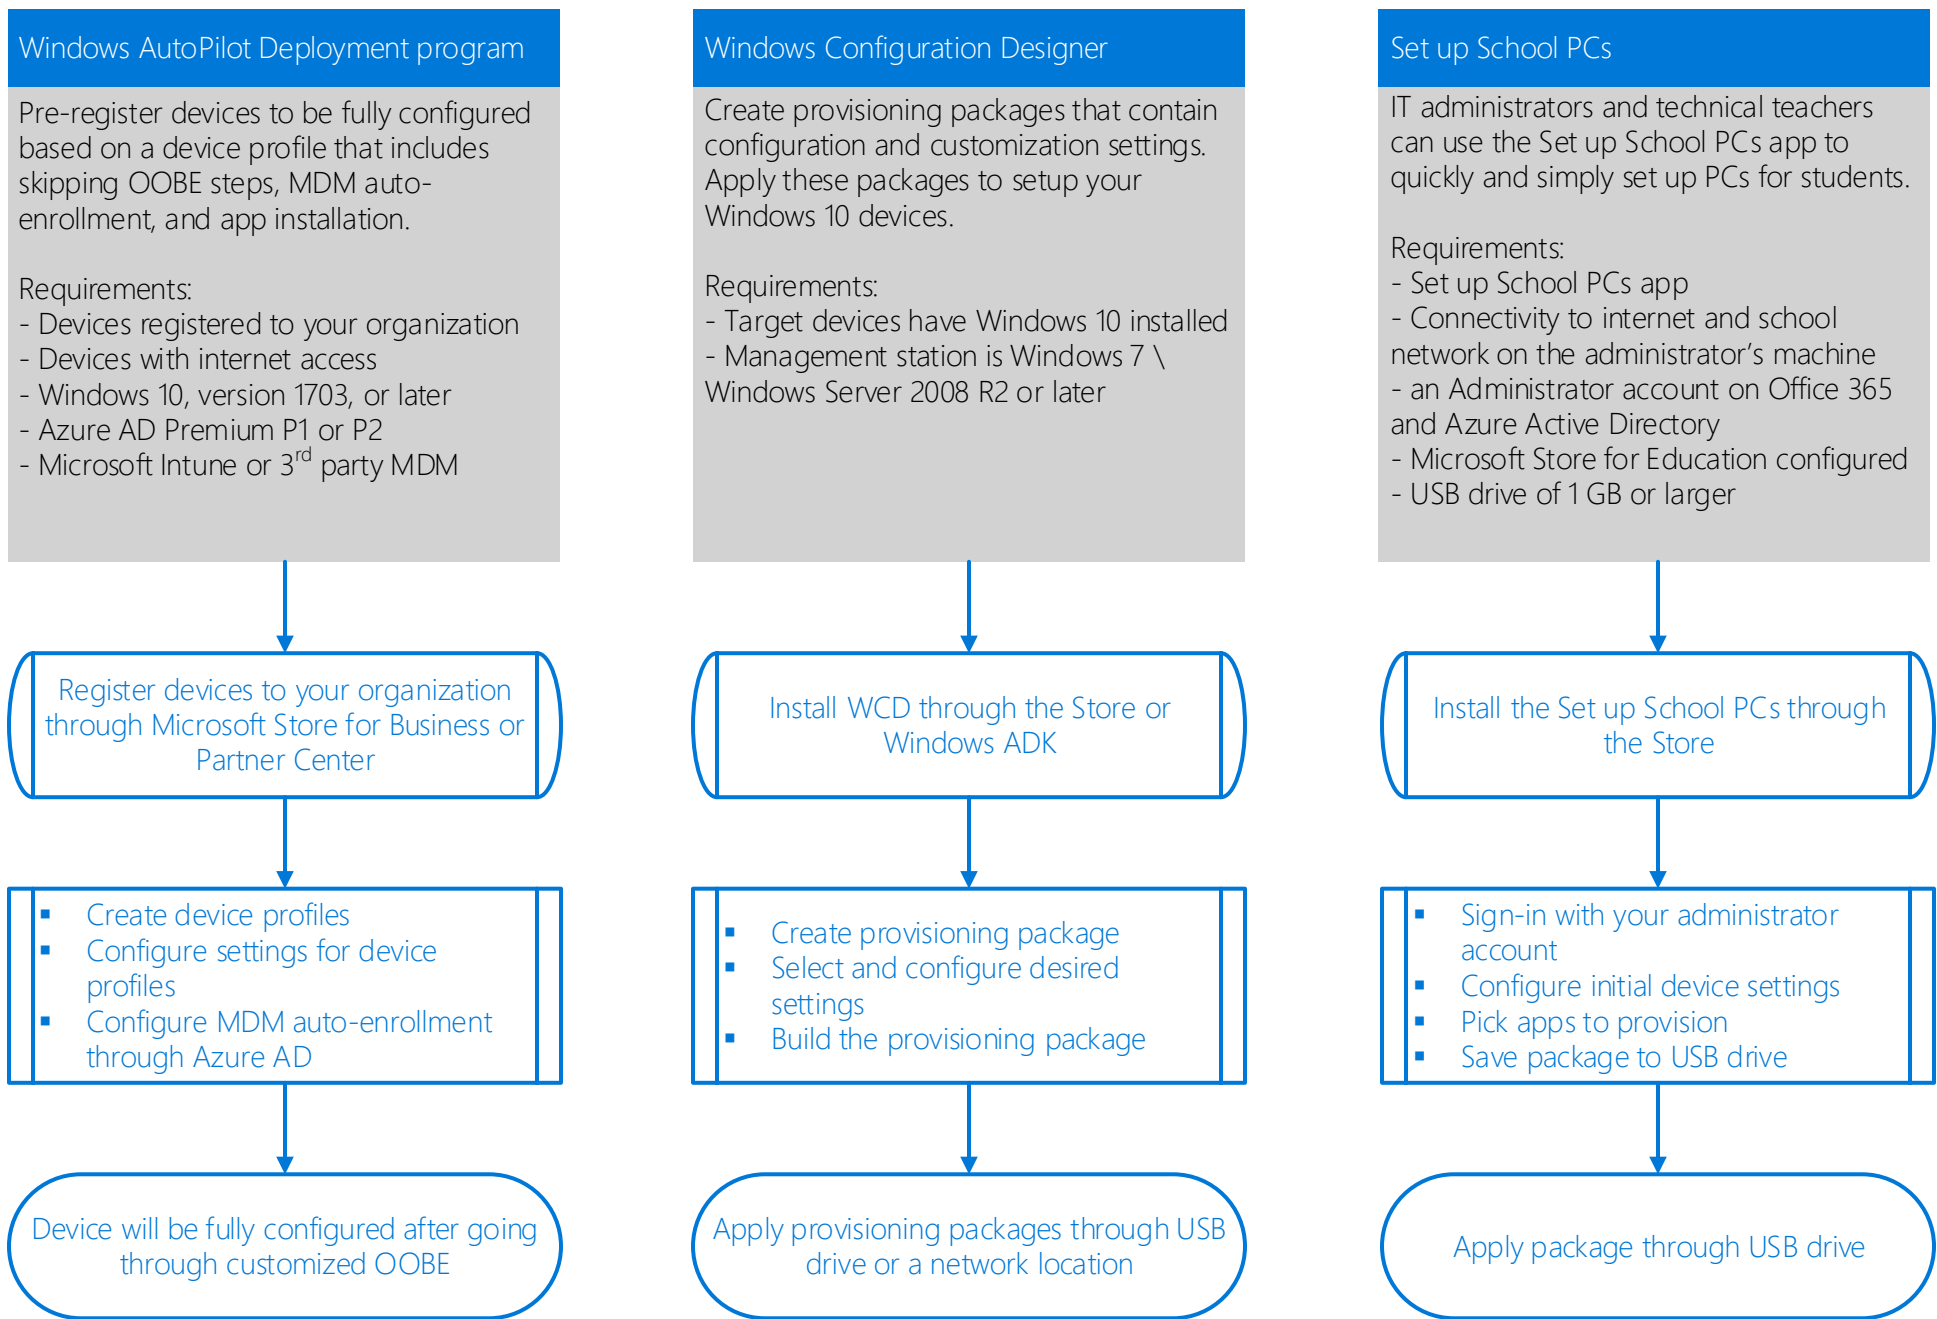 Windows AutoPilot Deployment program
Pre-register devices to be fully configured
based on a device profile that includes
skipping OOBE steps, MDM auto-
enrollment, and app installation.
Requirements:
- Devices registered to your organization
- Devices with internet access
- Windows 10, version 1703, or later
- Azure AD Premium P1 or P2
- Microsoft Intune or 3rd party MDM
Register devices to your organization
through Microsoft Store for Business or
Partner Center
▪ Create device profiles
▪ Configure settings for device
profiles
▪ Configure MDM auto-enrollment
through Azure AD
Device will be fully configured after going
through customized OOBE
Windows Configuration Designer
Create provisioning packages that contain
configuration and customization settings.
Apply these packages to setup your
Windows 10 devices.
Requirements:
- Target devices have Windows 10 installed
- Management station is Windows 7 \
Windows Server 2008 R2 or later
Install WCD through the Store or
Windows ADK
▪ Create provisioning package
▪ Select and configure desired
settings
▪ Build the provisioning package
Apply provisioning packages through USB
drive or a network location
Set up School PCs
IT administrators and technical teachers
can use the Set up School PCs app to
quickly and simply set up PCs for students.
Requirements:
- Set up School PCs app
- Connectivity to internet and school
network on the administrator’s machine
- an Administrator account on Office 365
and Azure Active Directory
- Microsoft Store for Education configured
- USB drive of 1 GB or larger
Install the Set up School PCs through
the Store
▪ Sign-in with your administrator
account
▪ Configure initial device settings
▪ Pick apps to provision
▪ Save package to USB drive
Apply package through USB drive